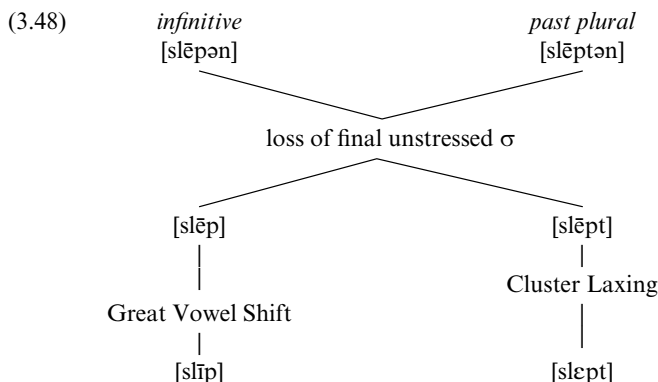 (3.48) infinitive past plural
[slēpən] [slēptən]
loss of final unstressed σ
[slēp] [slēpt]
Cluster Laxing
Great Vowel Shift
[slīp] [slɛpt]